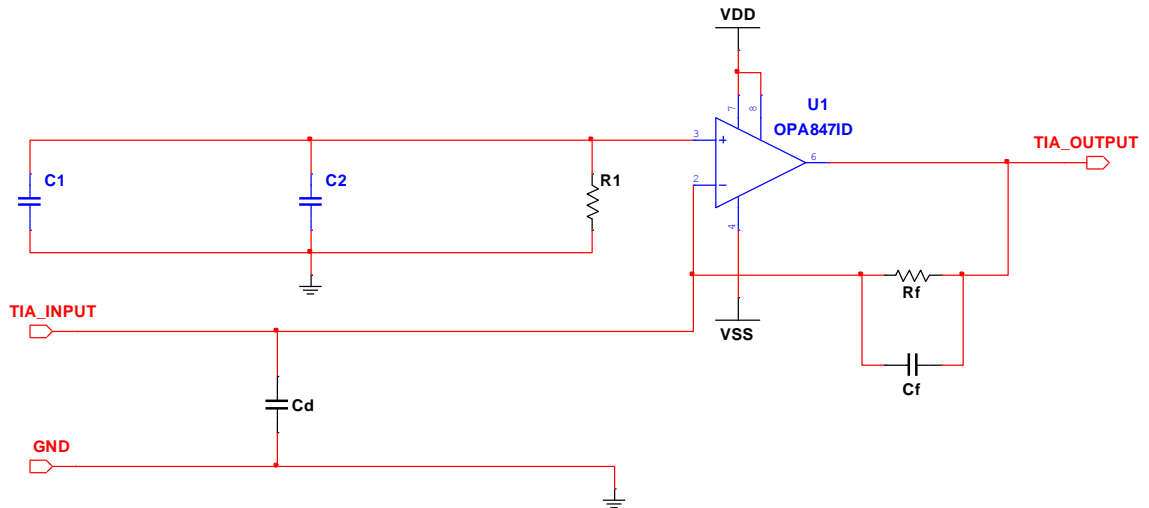 VDD
7
8
U1
OPA847ID
3
6
TIA_OUTPUT
C1
C2
R1
2
4
Rf
TIA_INPUT
VSS
Cf
Cd
GND